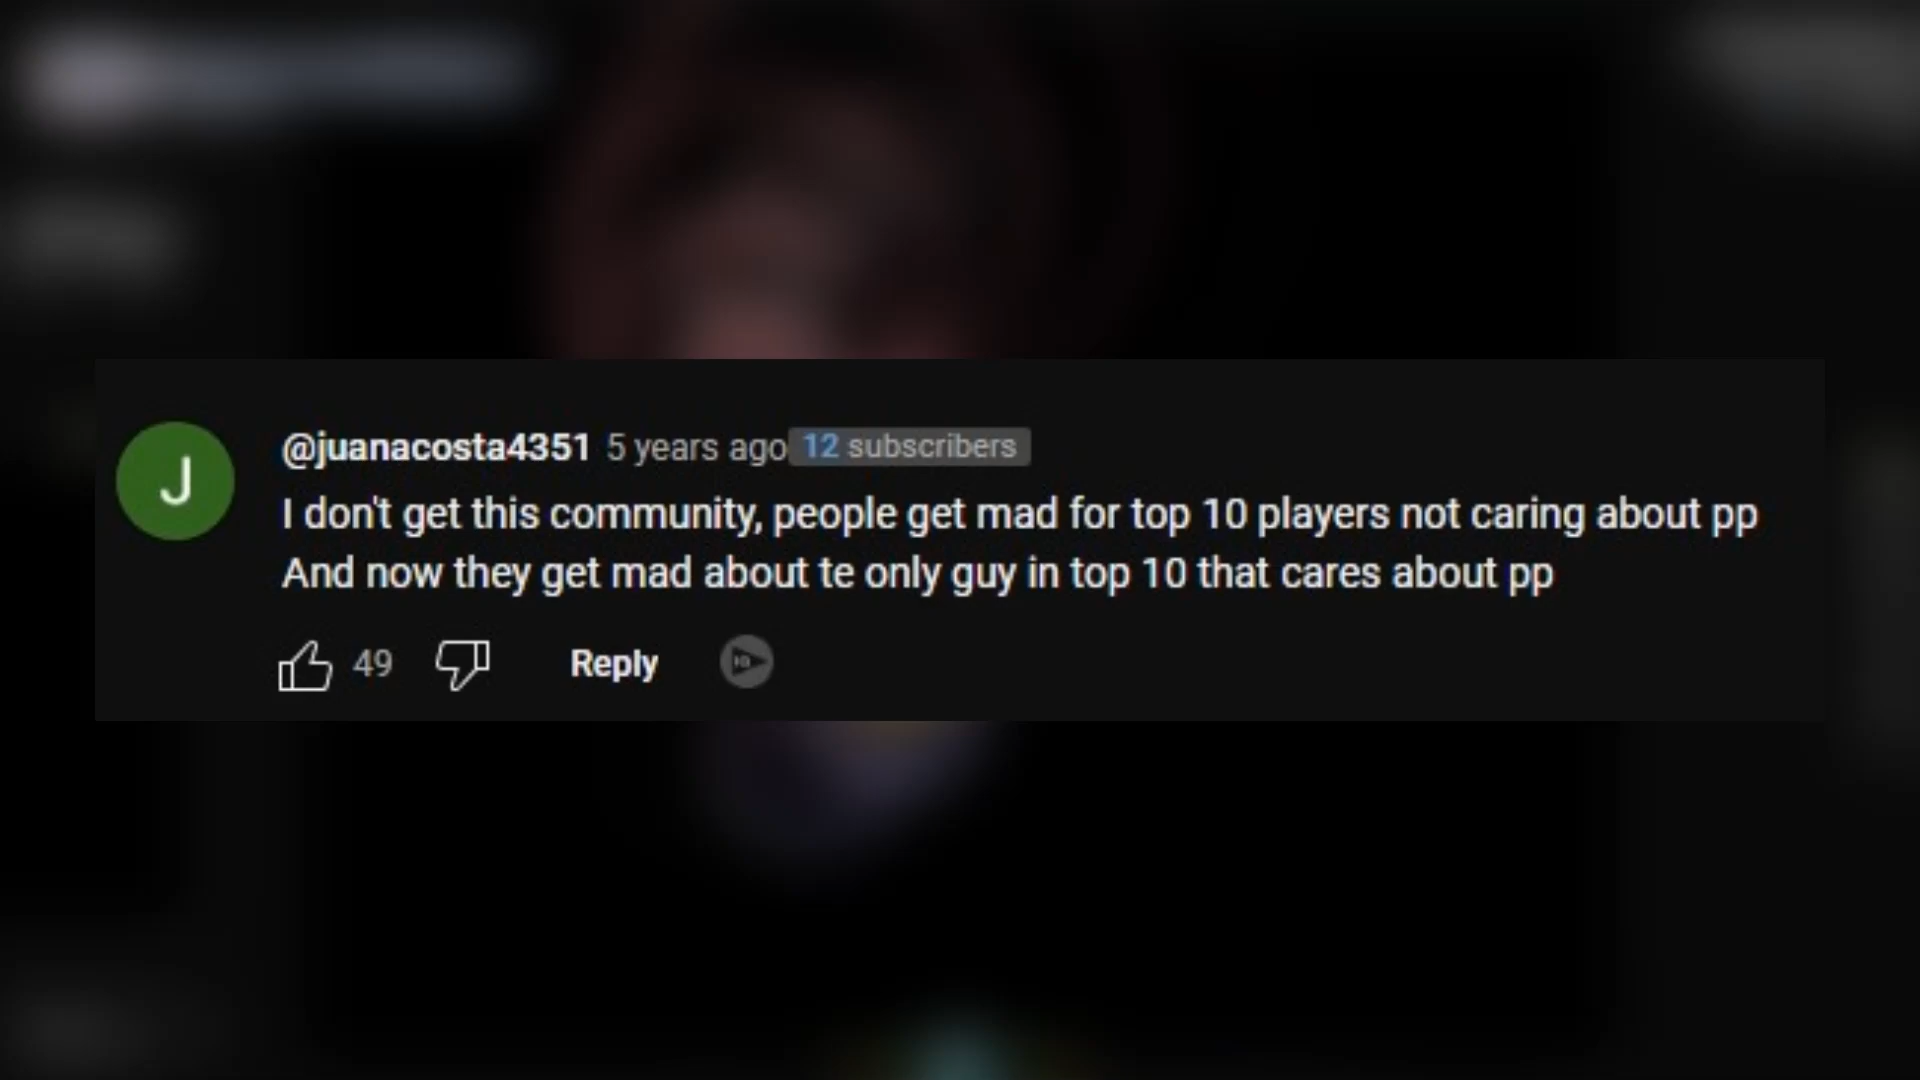 J
@juanacosta4351 5 years ago 12 subscribers
I don't get this community, people get mad for top 10 players not caring about pp
And now they get mad about te only guy in top 10 that cares about pp
49 Reply